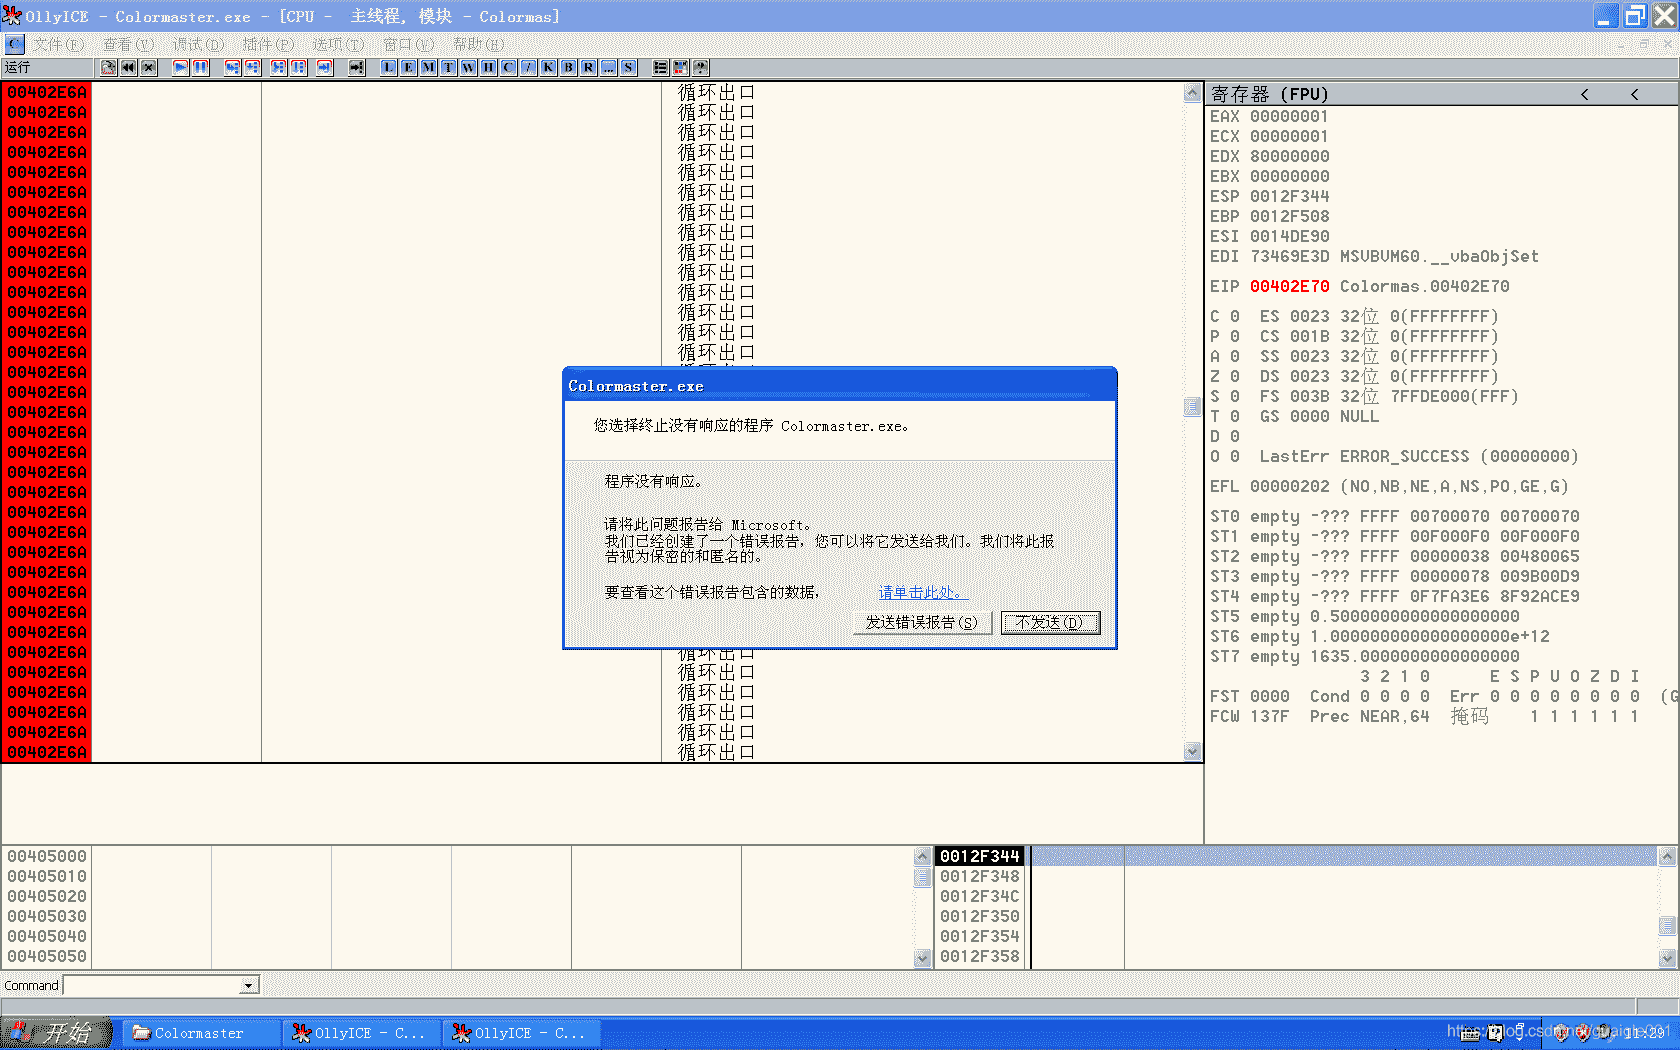 OllyICE - Colormaster.exe - [CPU - 主线程, 模块 - Colormas]
文件(F) 查看(V) 调试(D) 插件(P) 选项(T) 窗口(W) 帮助(H)
运行 L E M T W H C / K B R ... S
00402E6A 循环出口
00402E6A 循环出口
00402E6A 循环出口
00402E6A 循环出口
00402E6A 循环出口
00402E6A 循环出口
00402E6A 循环出口
00402E6A 循环出口
00402E6A 循环出口
00402E6A 循环出口
00402E6A 循环出口
00402E6A 循环出口
00402E6A 循环出口
00402E6A 循环出口
00402E6A
00402E6A
00402E6A
00402E6A
00402E6A
00402E6A
00402E6A
00402E6A
00402E6A
00402E6A
00402E6A
00402E6A
00402E6A
00402E6A
00402E6A 循环出口
00402E6A 循环出口
00402E6A 循环出口
00402E6A 循环出口
00402E6A 循环出口
00402E6A 循环出口
Colormaster.exe
您选择终止没有响应的程序 Colormaster.exe。
程序没有响应。
请将此问题报告给 Microsoft。
我们已经创建了一个错误报告，您可以将它发送给我们。我们将此报
告视为保密的和匿名的。
要查看这个错误报告包含的数据， 请单击此处。
发送错误报告(S) 不发送(D)
寄存器 (FPU) < <
EAX 00000001
ECX 00000001
EDX 80000000
EBX 00000000
ESP 0012F344
EBP 0012F508
ESI 0014DE90
EDI 73469E3D MSVBVM60.__vbaObjSet
EIP 00402E70 Colormas.00402E70
C 0 ES 0023 32位 0(FFFFFFFF)
P 0 CS 001B 32位 0(FFFFFFFF)
A 0 SS 0023 32位 0(FFFFFFFF)
Z 0 DS 0023 32位 0(FFFFFFFF)
S 0 FS 003B 32位 7FFDE000(FFF)
T 0 GS 0000 NULL
D 0
O 0 LastErr ERROR_SUCCESS (00000000)
EFL 00000202 (NO,NB,NE,A,NS,PO,GE,G)
ST0 empty -??? FFFF 00700070 00700070
ST1 empty -??? FFFF 00F000F0 00F000F0
ST2 empty -??? FFFF 00000038 00480065
ST3 empty -??? FFFF 00000078 009B00D9
ST4 empty -??? FFFF 0F7FA3E6 8F92ACE9
ST5 empty 0.5000000000000000000
ST6 empty 1.0000000000000000000e+12
ST7 empty 1635.0000000000000000
3 2 1 0 E S P U O Z D I
FST 0000 Cond 0 0 0 0 Err 0 0 0 0 0 0 0 0 (G
FCW 137F Prec NEAR,64 掩码 1 1 1 1 1 1
00405000
00405010
00405020
00405030
00405040
00405050
0012F344
0012F348
0012F34C
0012F350
0012F354
0012F358
Command
开始 Colormaster OllyICE - C... OllyICE - C... 11:29